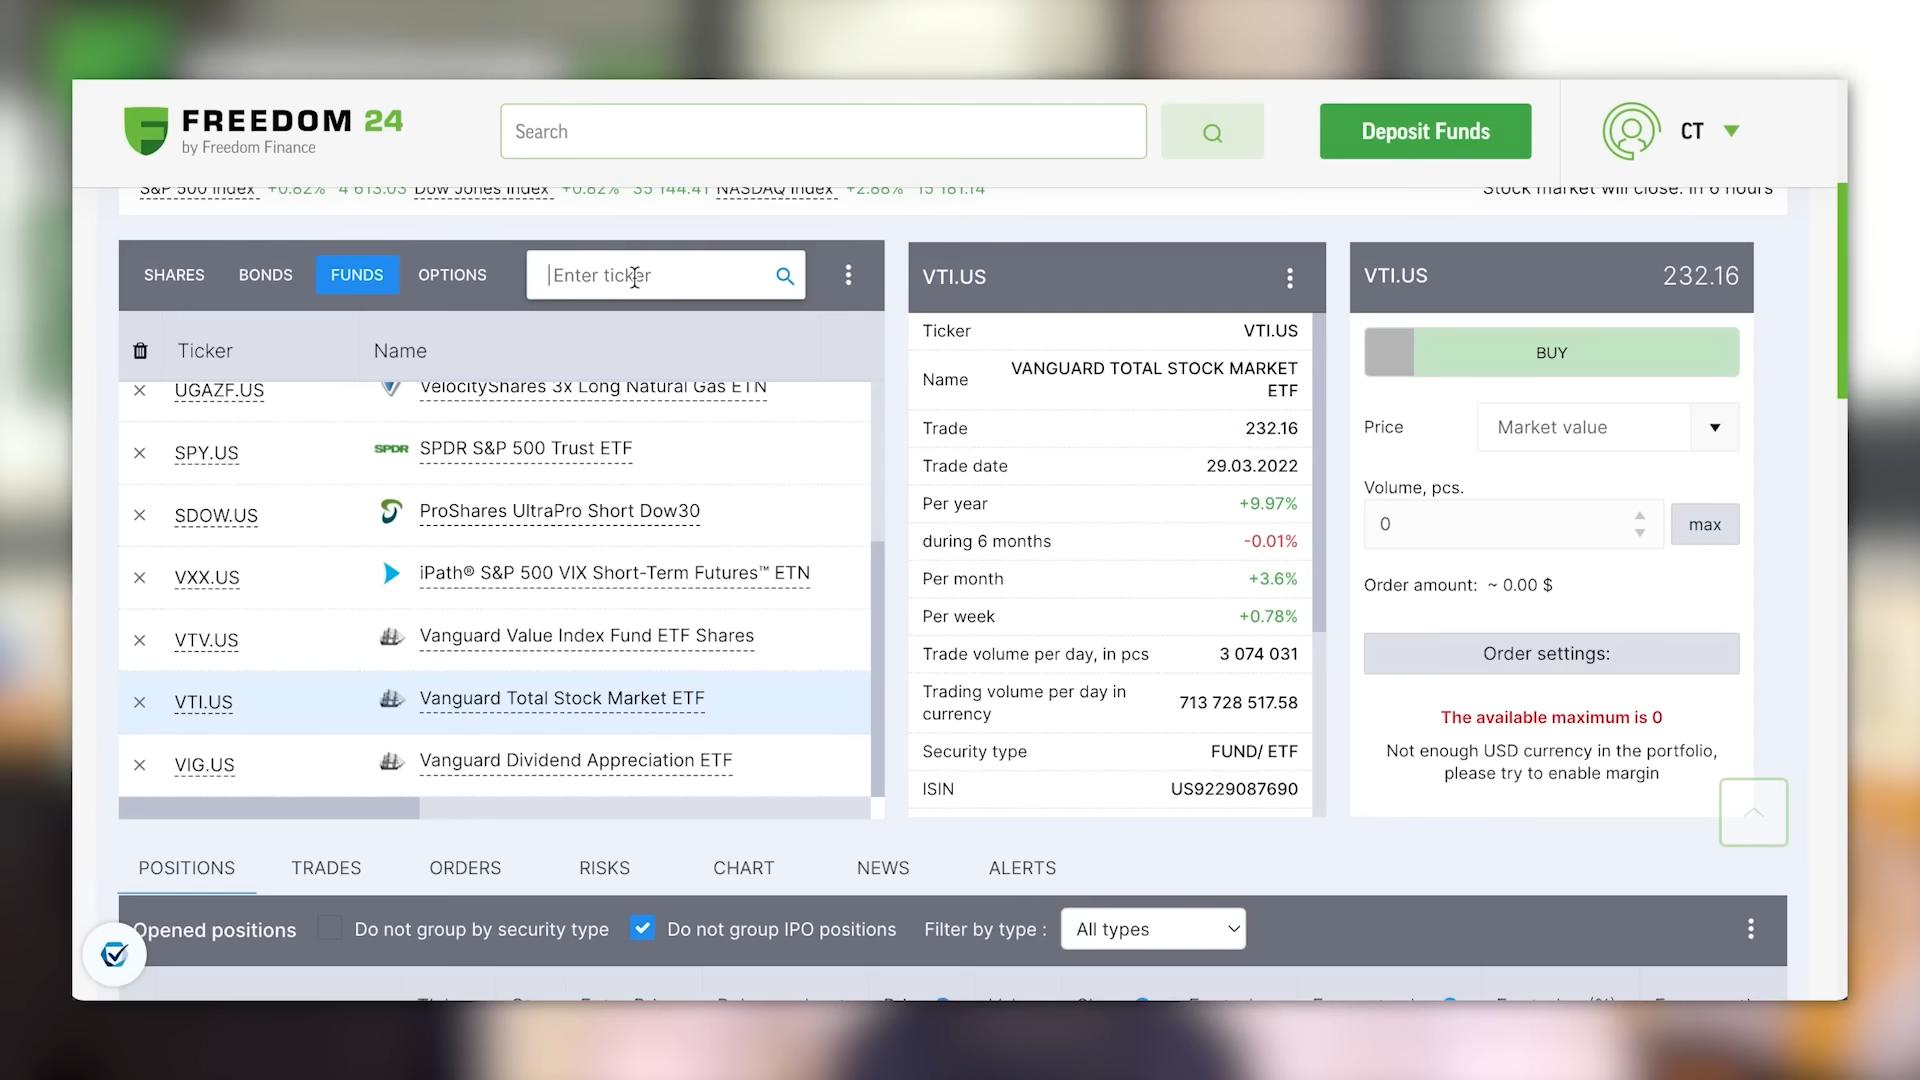 FREEDOM 24
by Freedom Finance
Search
Deposit Funds
CT
S&P 500 Index +0.82% 4 613.03 Dow Jones Index +0.82% 35 144.41 NASDAQ Index +2.88% 15 181.14
Stock market will close: in 6 hours
SHARES BONDS FUNDS OPTIONS
Enter ticker
Ticker Name
UGAZF.US VelocityShares 3x Long Natural Gas ETN
SPY.US SPDR SPDR S&P 500 Trust ETF
SDOW.US ProShares UltraPro Short Dow30
VXX.US iPath® S&P 500 VIX Short-Term Futures™ ETN
VTV.US Vanguard Value Index Fund ETF Shares
VTI.US Vanguard Total Stock Market ETF
VIG.US Vanguard Dividend Appreciation ETF
VTI.US
Ticker VTI.US
Name VANGUARD TOTAL STOCK MARKET
ETF
Trade 232.16
Trade date 29.03.2022
Per year +9.97%
during 6 months -0.01%
Per month +3.6%
Per week +0.78%
Trade volume per day, in pcs 3 074 031
Trading volume per day in
currency 713 728 517.58
Security type FUND/ ETF
ISIN US9229087690
VTI.US 232.16
BUY
Price Market value
Volume, pcs.
0 max
Order amount: ~ 0.00 $
Order settings:
The available maximum is 0
Not enough USD currency in the portfolio,
please try to enable margin
POSITIONS TRADES ORDERS RISKS CHART NEWS ALERTS
Opened positions Do not group by security type Do not group IPO positions Filter by type : All types